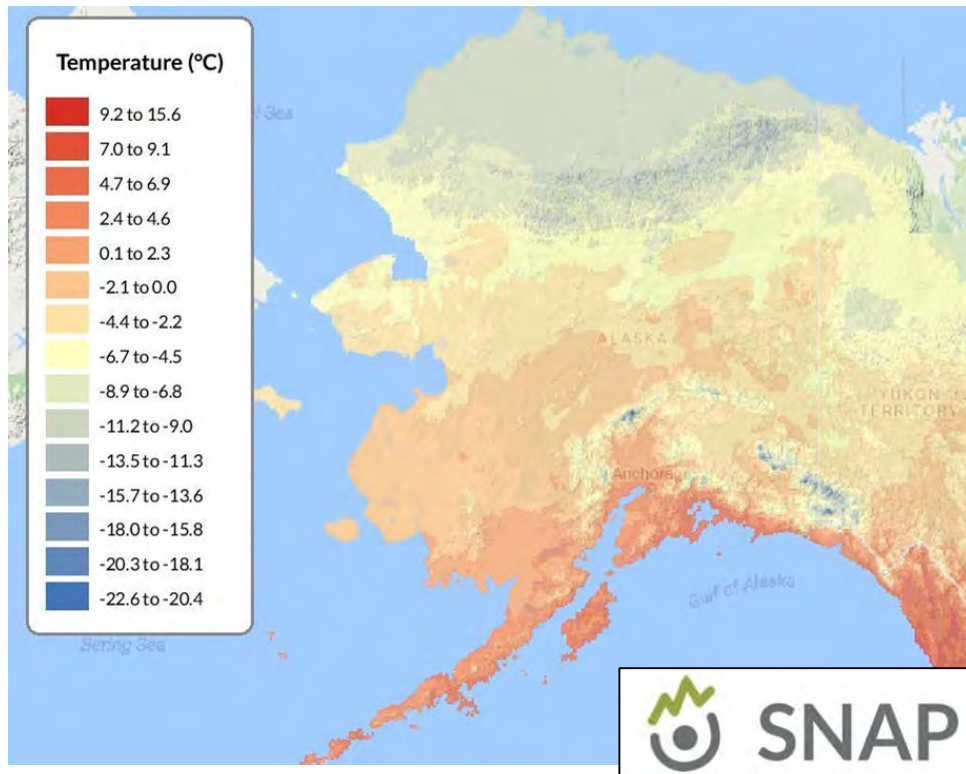 Temperature (°C)
9.2 to 15.6
7.0 to 9.1
4.7 to 6.9
2.4 to 4.6
0.1 to 2.3
-2.1 to 0.0
-4.4 to -2.2
-6.7 to -4.5
-8.9 to -6.8
-11.2 to -9.0
-13.5 to -11.3
-15.7 to -13.6
-18.0 to -15.8
-20.3 to -18.1
-22.6 to -20.4
Sea
ALASKA
YUKON
TERRITORY
Anchorag
Gulf of Alaska
Bering Sea
SNAP